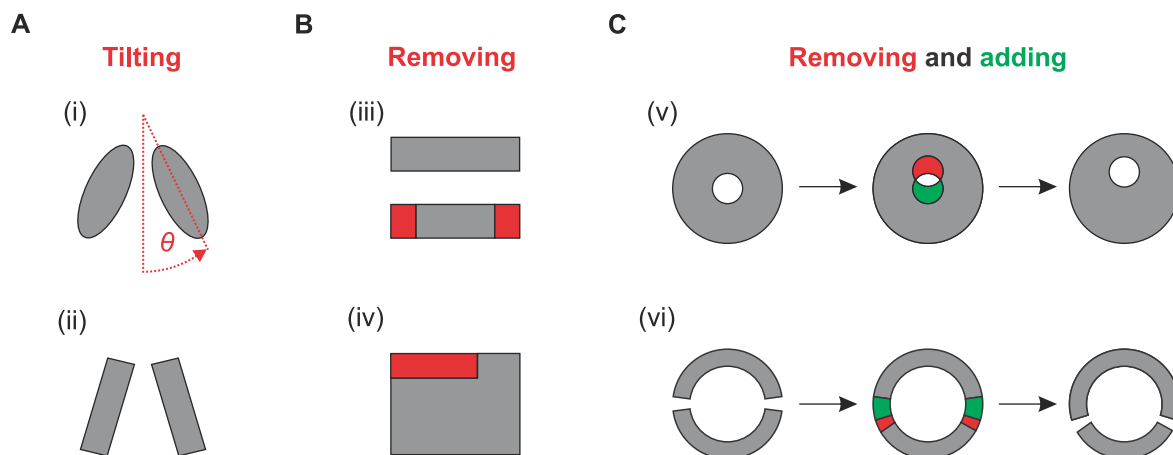 A
Tilting
(i)
θ
(ii)
B
Removing
(iii)
(iv)
C
Removing and adding
(v)
(vi)